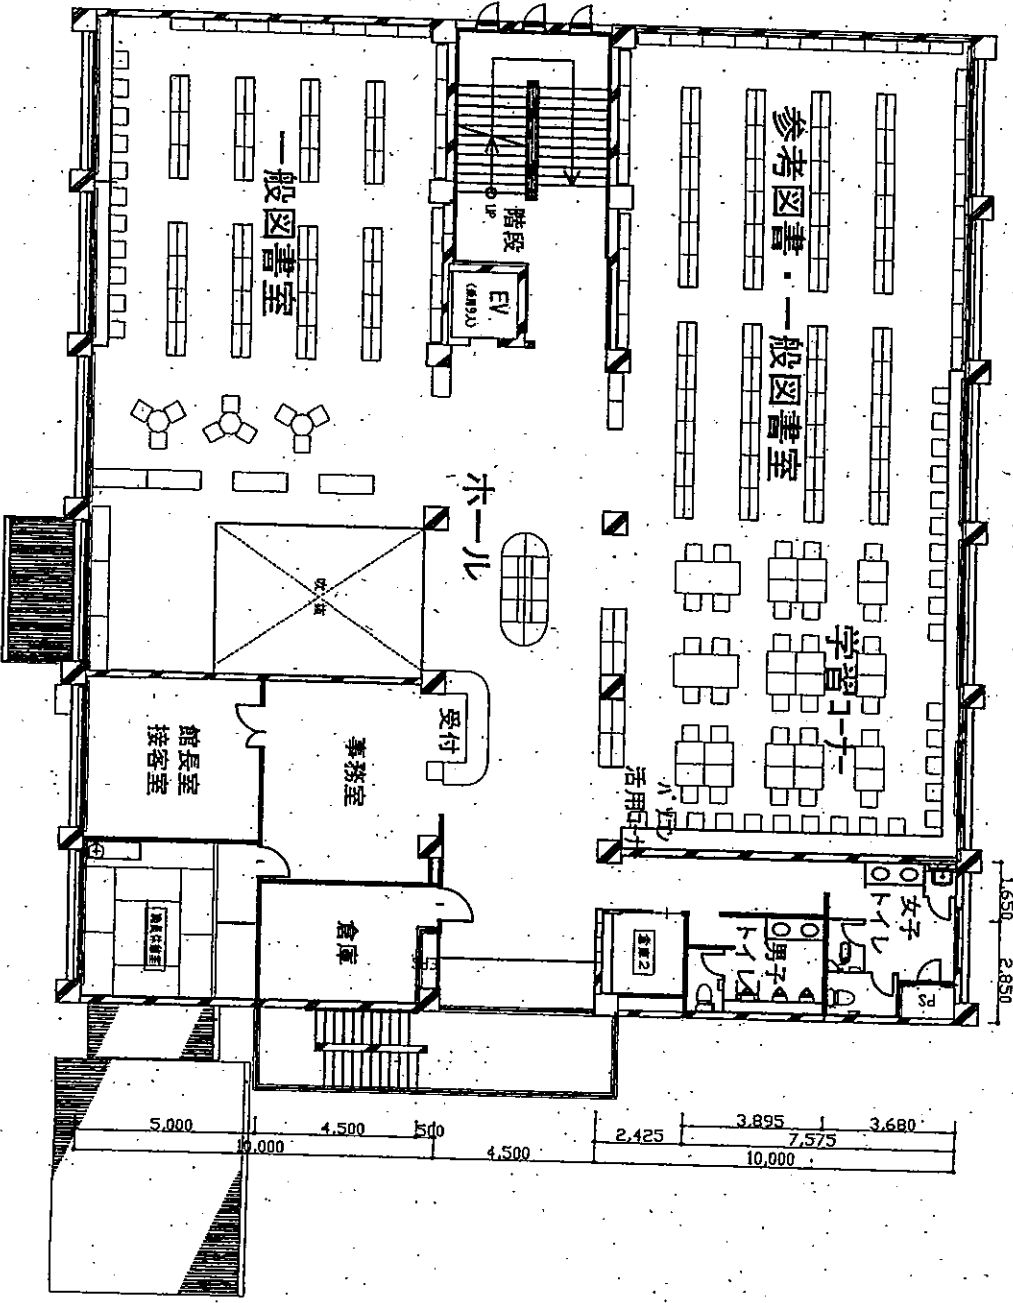 参考図書・一般図書室
一般図書室
階段
UP
EV
(乗用9人)
ホール
吹抜
学習コーナー
パソコン
活用コーナー
受付
事務室
館長室
接客室
倉庫
倉庫2
男子
トイレ
女子
トイレ
PS
1,650
2,850
5,000
4,500
500
10,000
4,500
2,425
3,895
3,680
7,575
10,000